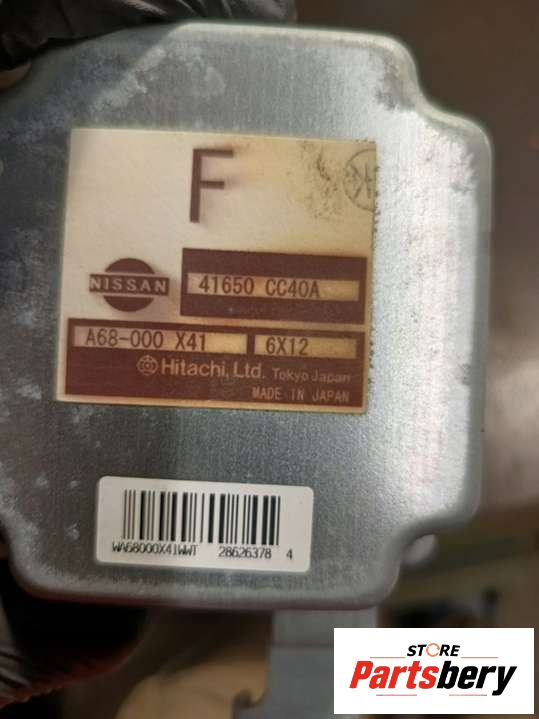 F
NISSAN
41650 CC40A
A68-000 X41 6X12
Hitachi, Ltd. Tokyo Japan
MADE IN JAPAN
WA68000X41WWT 28626378 4
STORE
Partsbery